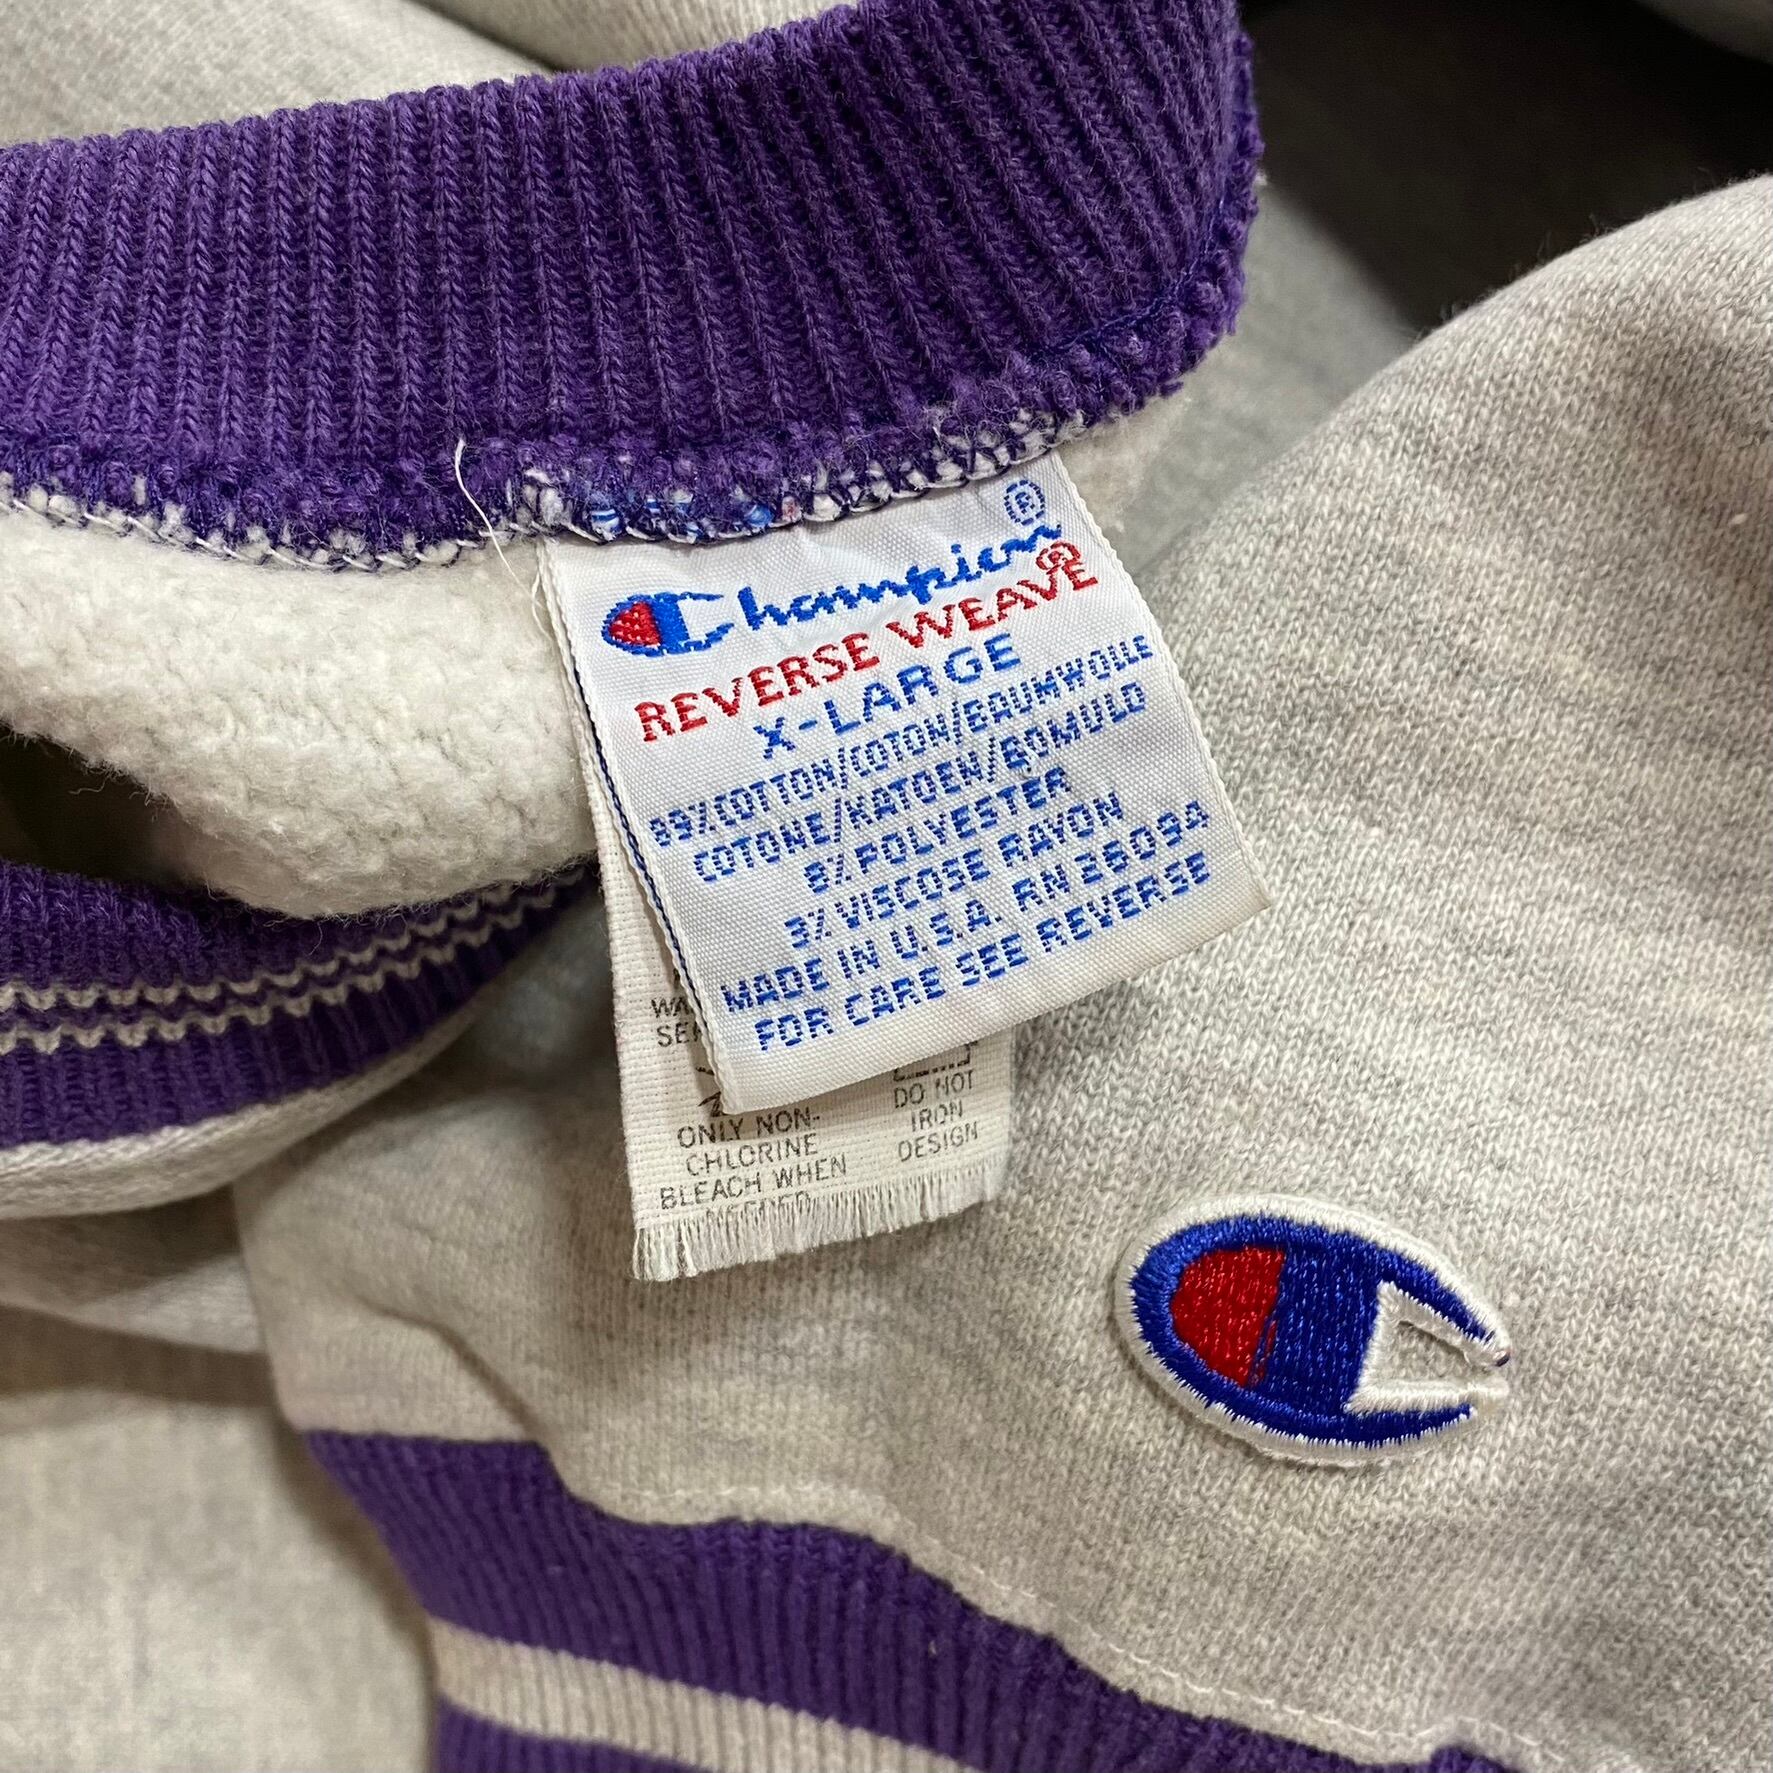 Champion®
REVERSE WEAVE®
X-LARGE
89% COTTON/COTON/BAUMWOLLE
COTONE/KATOEN/BOMULD
8% POLYESTER
3% VISCOSE RAYON
MADE IN U.S.A. RN 26094
FOR CARE SEE REVERSE
ONLY NON-
CHLORINE
BLEACH WHEN
NEEDED
DO NOT
IRON
DESIGN